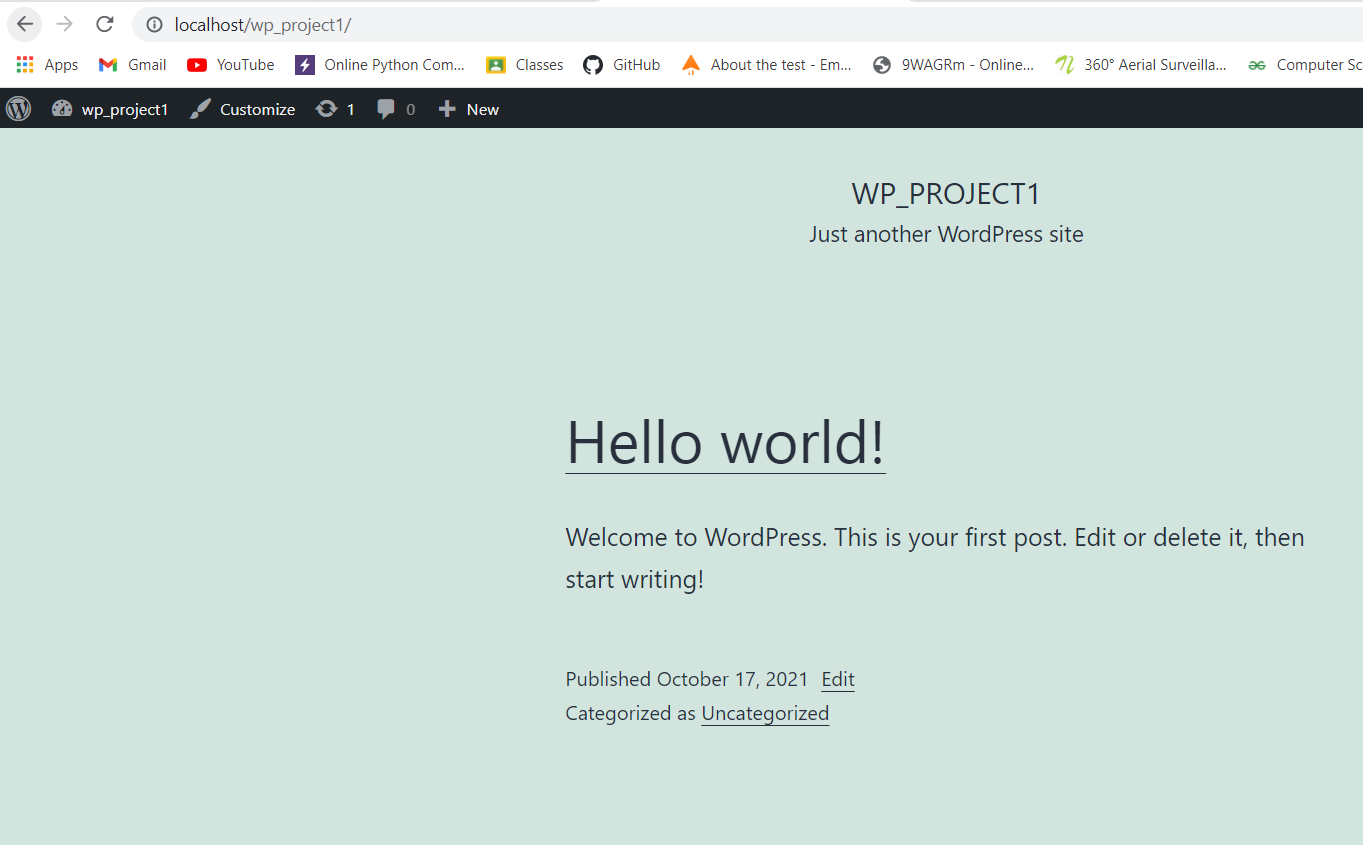 localhost/wp_project1/
Apps Gmail YouTube Online Python Com... Classes GitHub About the test - Em... 9WAGRm - Online... 360° Aerial Surveilla... Computer Sc
wp_project1 Customize 1 0 New
WP_PROJECT1
Just another WordPress site
Hello world!
Welcome to WordPress. This is your first post. Edit or delete it, then
start writing!
Published October 17, 2021 Edit
Categorized as Uncategorized